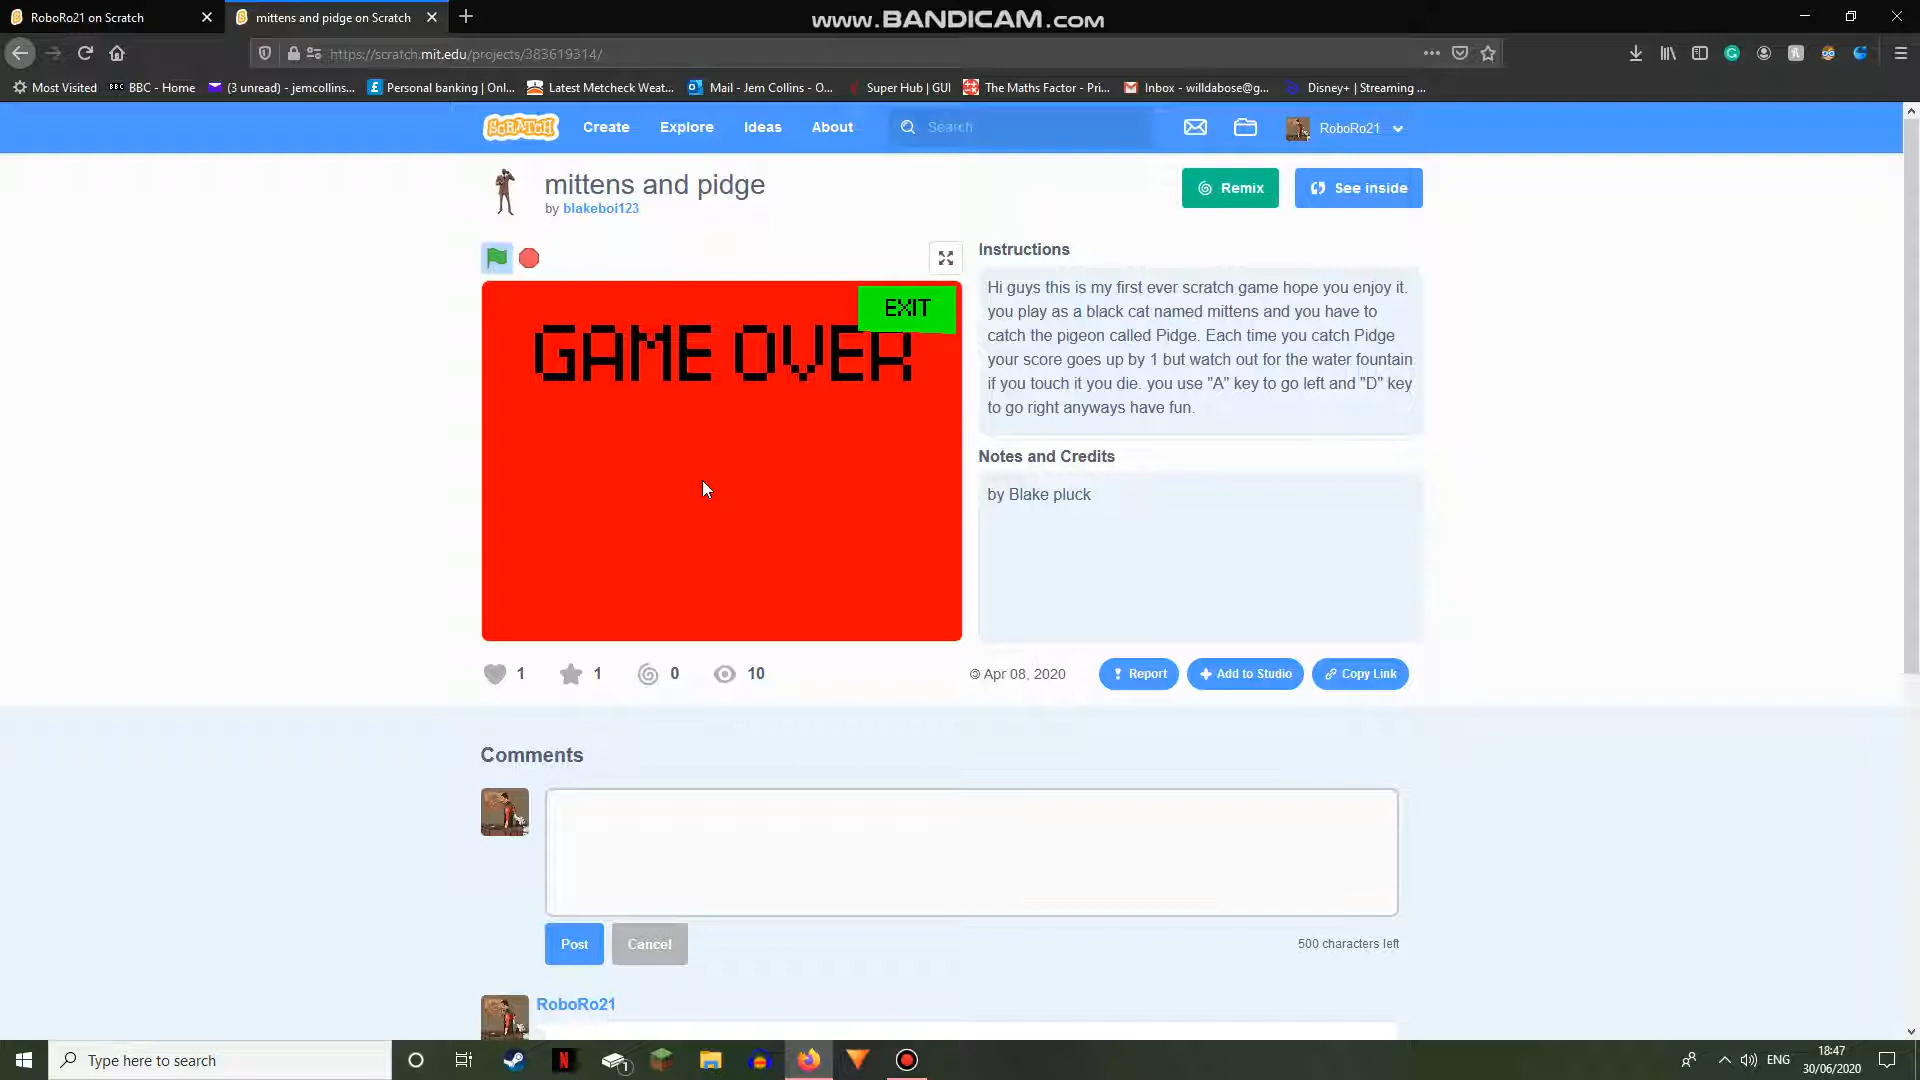 RoboRo21 on Scratch
mittens and pidge on Scratch
www.BANDICAM.com
https://scratch.mit.edu/projects/383619314/
Most Visited
BBC BBC - Home
(3 unread) - jemcollins...
Personal banking | Onl...
Latest Metcheck Weat...
Mail - Jem Collins - O...
Super Hub | GUI
The Maths Factor - Pri...
Inbox - willdabose@g...
Disney+ | Streaming ...
SCRATCH
Create
Explore
Ideas
About
Search
RoboRo21
mittens and pidge
by blakeboi123
Remix
See inside
EXIT
GAME OVER
Instructions
Hi guys this is my first ever scratch game hope you enjoy it.
you play as a black cat named mittens and you have to
catch the pigeon called Pidge. Each time you catch Pidge
your score goes up by 1 but watch out for the water fountain
if you touch it you die. you use "A" key to go left and "D" key
to go right anyways have fun.
Notes and Credits
by Blake pluck
1
1
0
10
© Apr 08, 2020
Report
Add to Studio
Copy Link
Comments
Post
Cancel
500 characters left
RoboRo21
Type here to search
1
ENG
18:47
30/06/2020